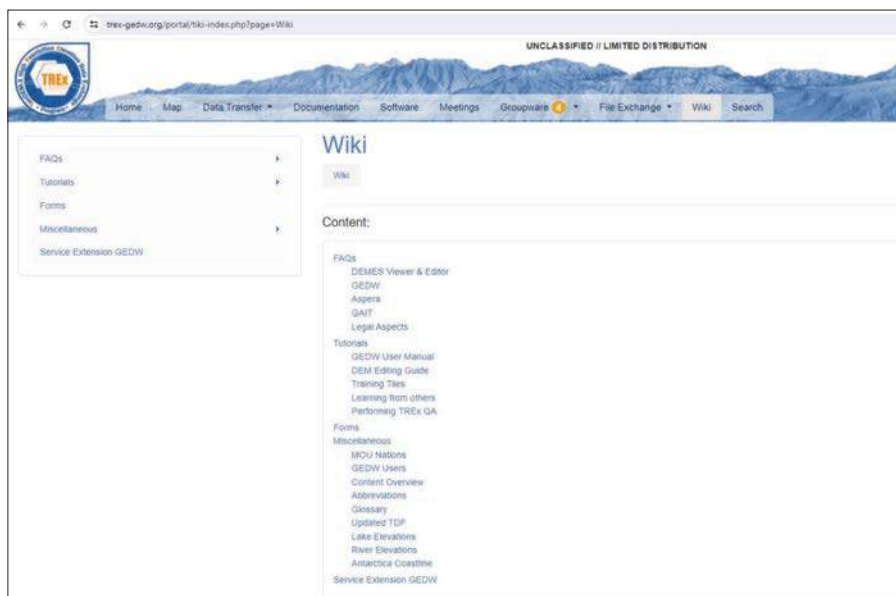 trex-gedw.org/portal/tiki-index.php?page=Wiki
UNCLASSIFIED // LIMITED DISTRIBUTION
TREx
Home Map Data Transfer Documentation Software Meetings Groupware 4 File Exchange Wiki Search
FAQs
Tutorials
Forms
Miscellaneous
Service Extension GEDW
Wiki
Wiki
Content:
FAQs
DEMES Viewer & Editor
GEDW
Aspera
GAIT
Legal Aspects
Tutorials
GEDW User Manual
DEM Editing Guide
Training Tiles
Learning from others
Performing TREx QA
Forms
Miscellaneous
MOU Nations
GEDW Users
Content Overview
Abbreviations
Glossary
Updated TDF
Lake Elevations
River Elevations
Antarctica Coastline
Service Extension GEDW